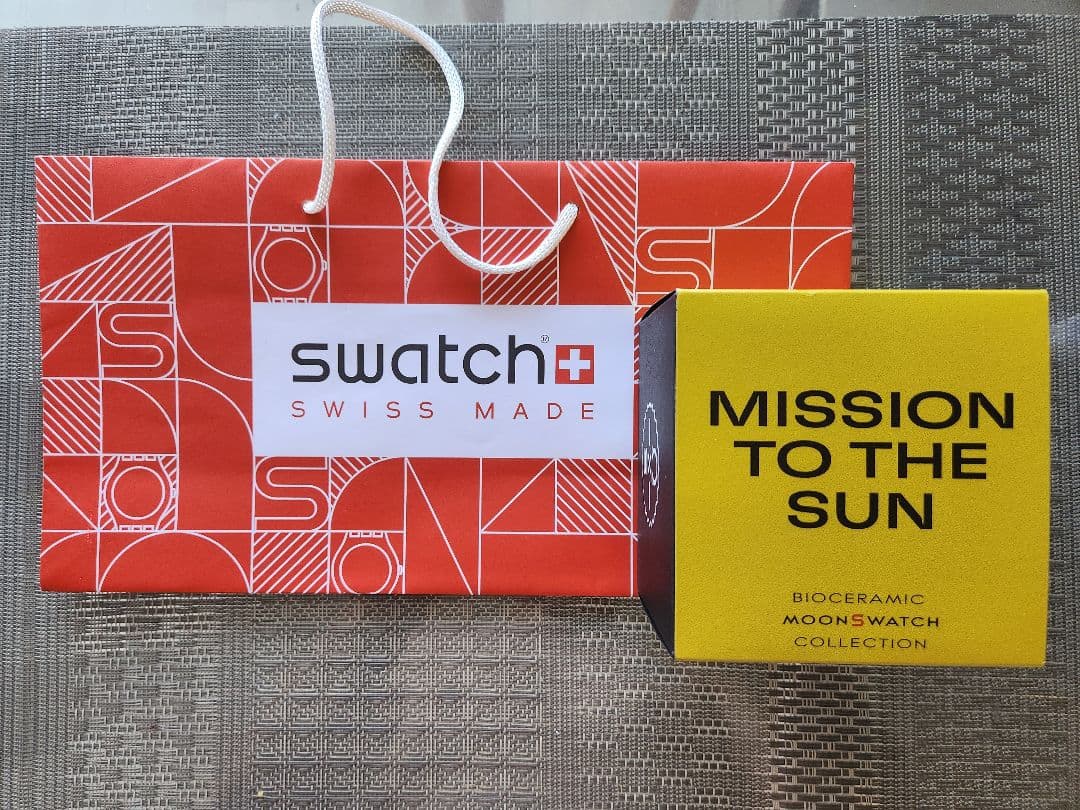 swatch®
SWISS MADE
MISSION
TO THE
SUN
BIOCERAMIC
MOONSWATCH
COLLECTION